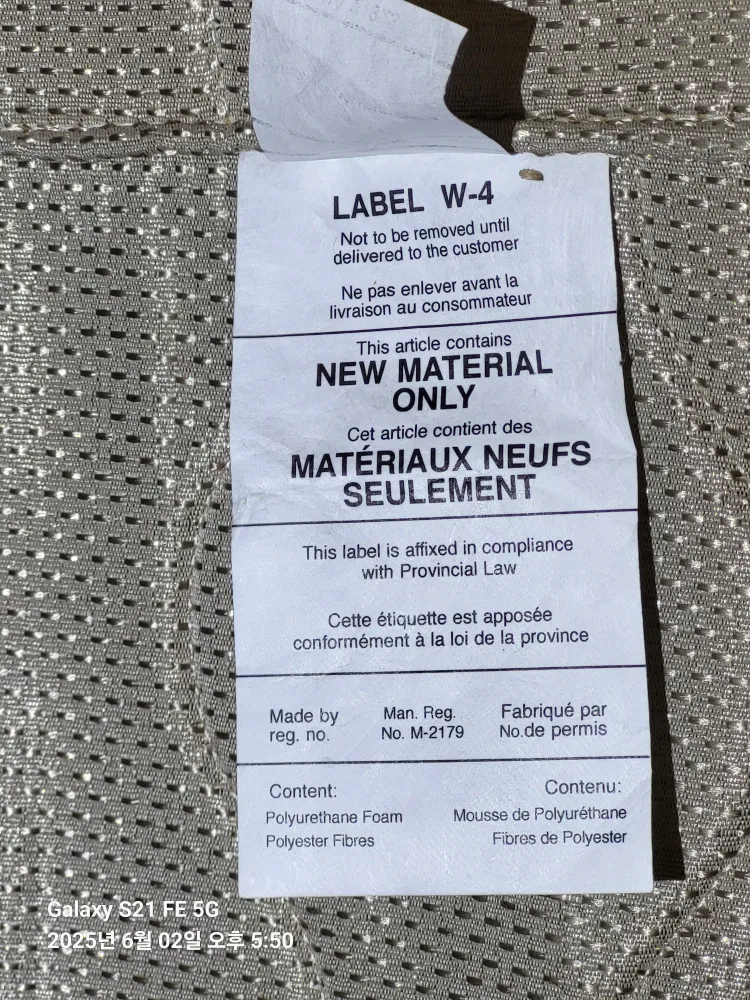 LABEL W-4
Not to be removed until
delivered to the customer
Ne pas enlever avant la
livraison au consommateur
This article contains
NEW MATERIAL
ONLY
Cet article contient des
MATÉRIAUX NEUFS
SEULEMENT
This label is affixed in compliance
with Provincial Law
Cette étiquette est apposée
conformément à la loi de la province
Made by Man. Reg. Fabriqué par
reg. no. No. M-2179 No.de permis
Content: Contenu:
Polyurethane Foam Mousse de Polyuréthane
Polyester Fibres Fibres de Polyester
Galaxy S21 FE 5G
2025년 6월 02일 오후 5:50